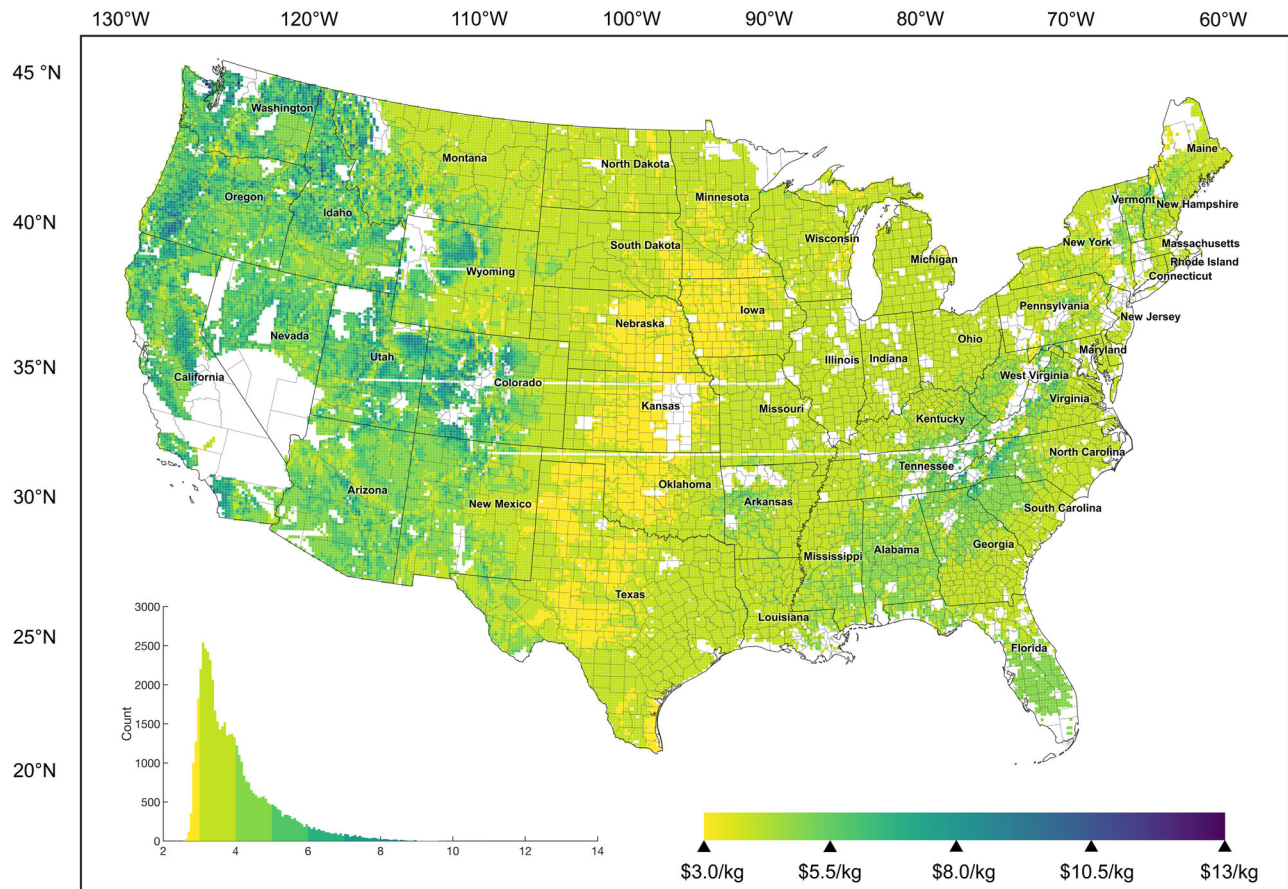 130°W 120°W 110°W 100°W 90°W 80°W 70°W 60°W
45 °N
40°N
35°N
30°N
25°N
20°N
Washington
Montana
North Dakota
Minnesota
Maine
Oregon
Idaho
Vermont
New Hampshire
South Dakota
Wisconsin
New York
Massachusetts
Michigan
Rhode Island
Wyoming
Connecticut
Pennsylvania
Nebraska
Iowa
New Jersey
Nevada
Ohio
Utah
Illinois
Indiana
Maryland
California
Colorado
West Virginia
Kansas
Missouri
Virginia
Kentucky
North Carolina
Tennessee
Arizona
Oklahoma
New Mexico
Arkansas
South Carolina
Mississippi
Alabama
Georgia
Texas
Louisiana
Florida
3000
2500
2000
1500
1000
500
0
Count
2 4 6 8 10 12 14
$3.0/kg $5.5/kg $8.0/kg $10.5/kg $13/kg